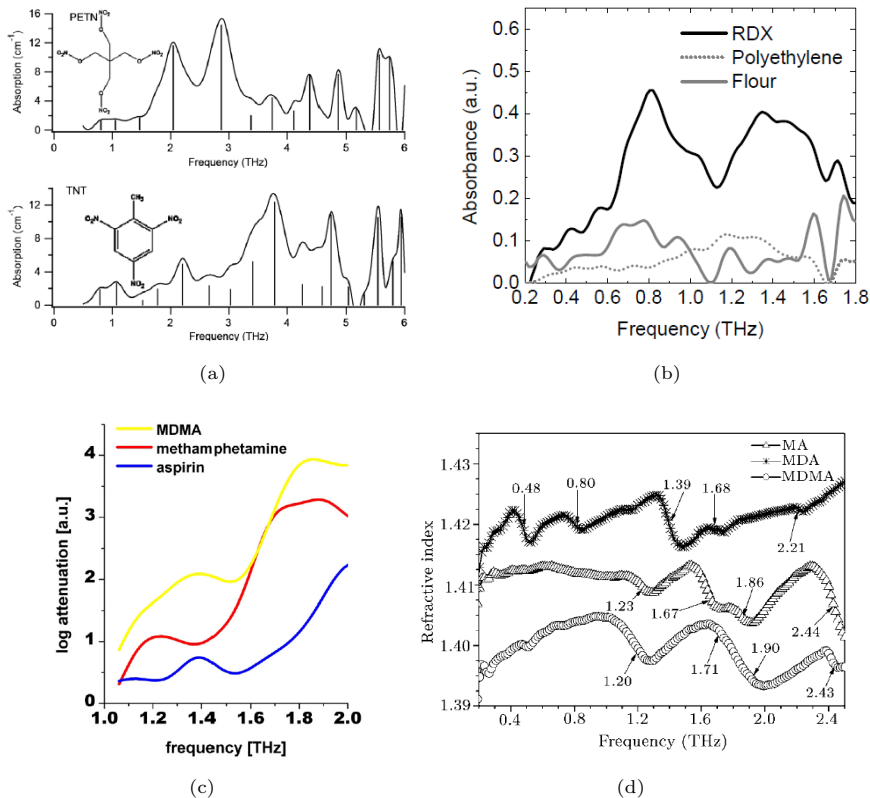 PETN
NO₂
O
O₂NO
ONO₂
O
NO₂
Absorption (cm⁻¹)
16
12
8
4
0
1 2 3 4 5 6
Frequency (THz)
TNT
CH₃
O₂N
NO₂
NO₂
Absorption (cm⁻¹)
16
12
8
4
0
1 2 3 4 5 6
Frequency (THz)
(a)
RDX
Polyethylene
Flour
Absorbance (a.u.)
0.6
0.5
0.4
0.3
0.2
0.1
0.0
0.2 0.4 0.6 0.8 1.0 1.2 1.4 1.6 1.8
Frequency (THz)
(b)
MDMA
methamphetamine
aspirin
log attenuation [a.u.]
4
3
2
1
0
1.0 1.2 1.4 1.6 1.8 2.0
frequency [THz]
(c)
MA
MDA
MDMA
Refractive index
1.43
1.42
1.41
1.40
1.39
0.48
0.80
1.39
1.68
2.21
1.23
1.67
1.86
2.44
1.20
1.71
1.90
2.43
0.4 0.8 1.2 1.6 2.0 2.4
Frequency (THz)
(d)